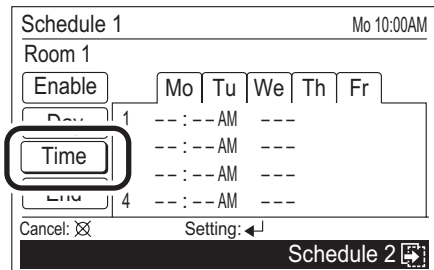 Schedule 1 Mo 10:00AM
Room 1
Enable Mo Tu We Th Fr
1 --:--AM ---
Time --:--AM ---
--:--AM ---
4 --:--AM ---
Cancel: Setting:
Schedule 2